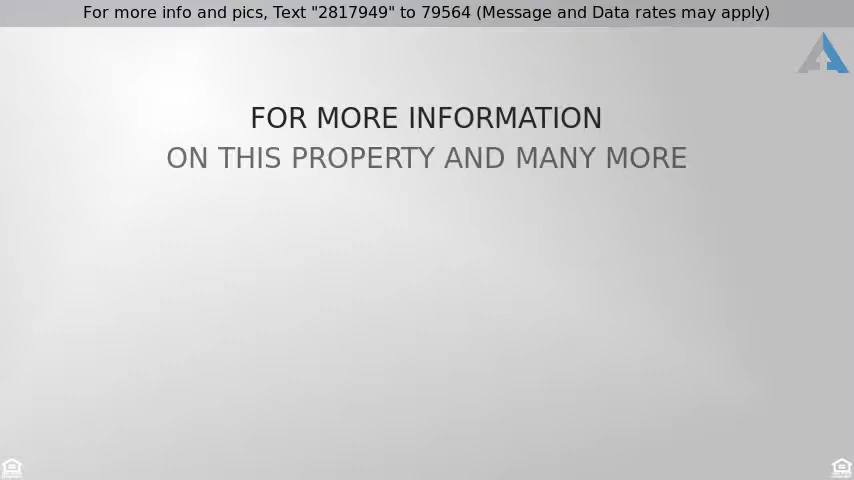 For more info and pics, Text "2817949" to 79564 (Message and Data rates may apply)
FOR MORE INFORMATION
ON THIS PROPERTY AND MANY MORE